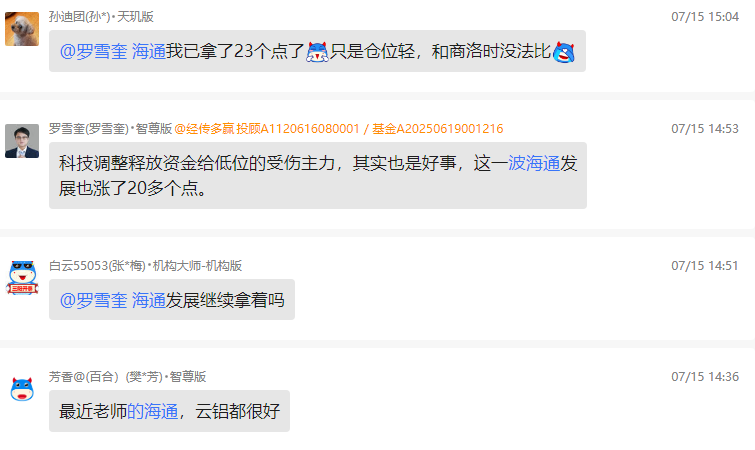 孙迪团(孙*)·天玑版 07/15 15:04
@罗雪奎 海通我已拿了23个点了只是仓位轻，和商洛时没法比
罗雪奎(罗雪奎)·智尊版 @经传多赢 投顾A1120616080001 / 基金A20250619001216 07/15 14:53
科技调整释放资金给低位的受伤主力，其实也是好事，这一波海通发
展也涨了20多个点。
白云55053(张*梅)·机构大师-机构版 07/15 14:51
@罗雪奎 海通发展继续拿着吗
芳香@(百合）(樊*芳)·智尊版 07/15 14:36
最近老师的海通，云铝都很好